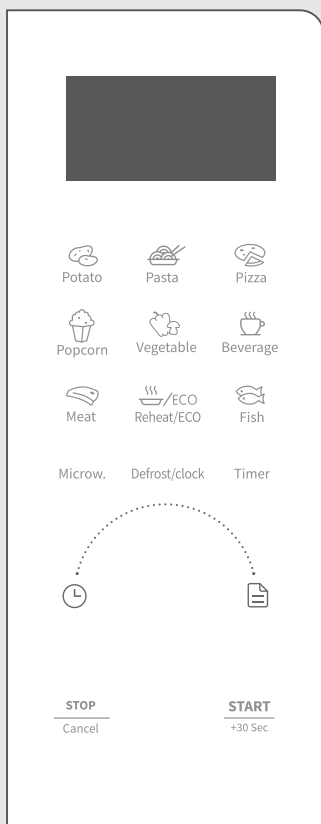 Potato Pasta Pizza
Popcorn Vegetable Beverage
/ECO
Meat Reheat/ECO Fish
Microw. Defrost/clock Timer
STOP START
Cancel +30 Sec